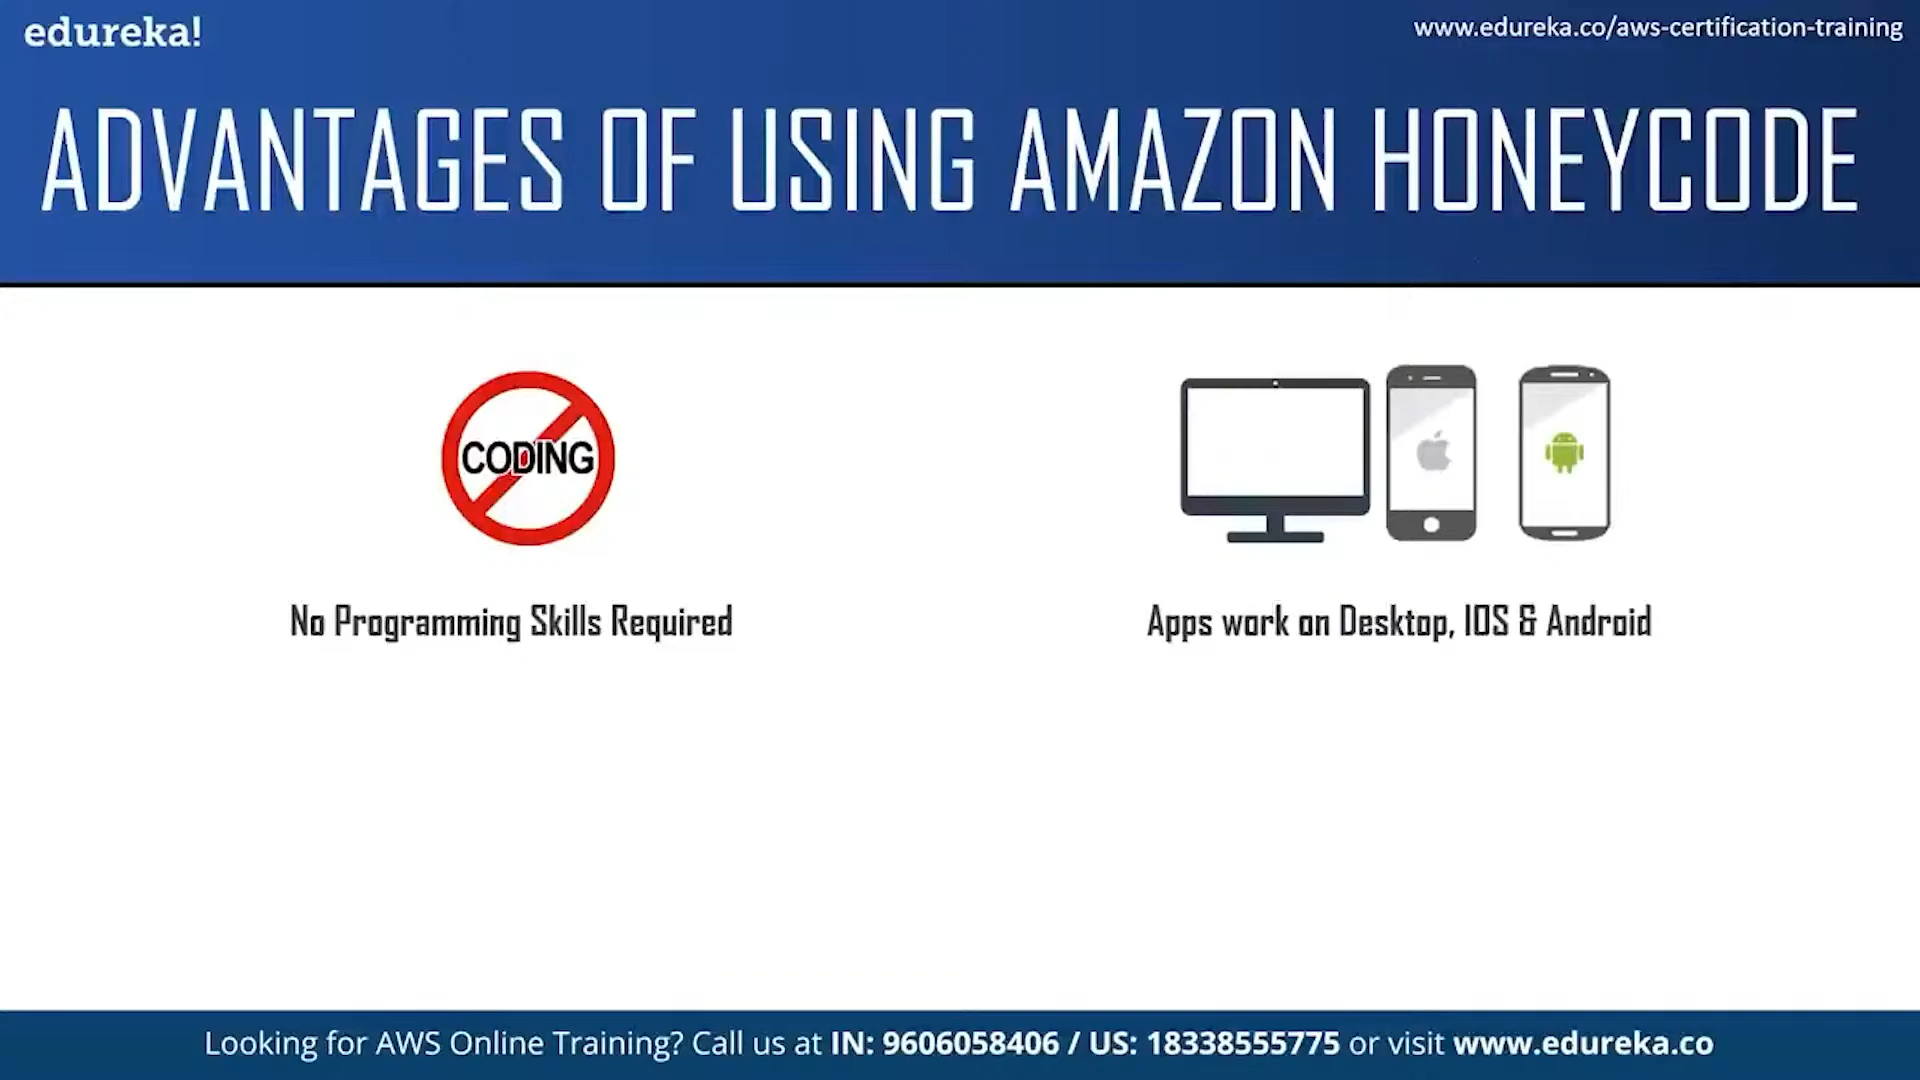 edureka!
www.edureka.co/aws-certification-training
ADVANTAGES OF USING AMAZON HONEYCODE
CODING
No Programming Skills Required
Apps work on Desktop, IOS & Android
Looking for AWS Online Training? Call us at IN: 9606058406 / US: 18338555775 or visit www.edureka.co